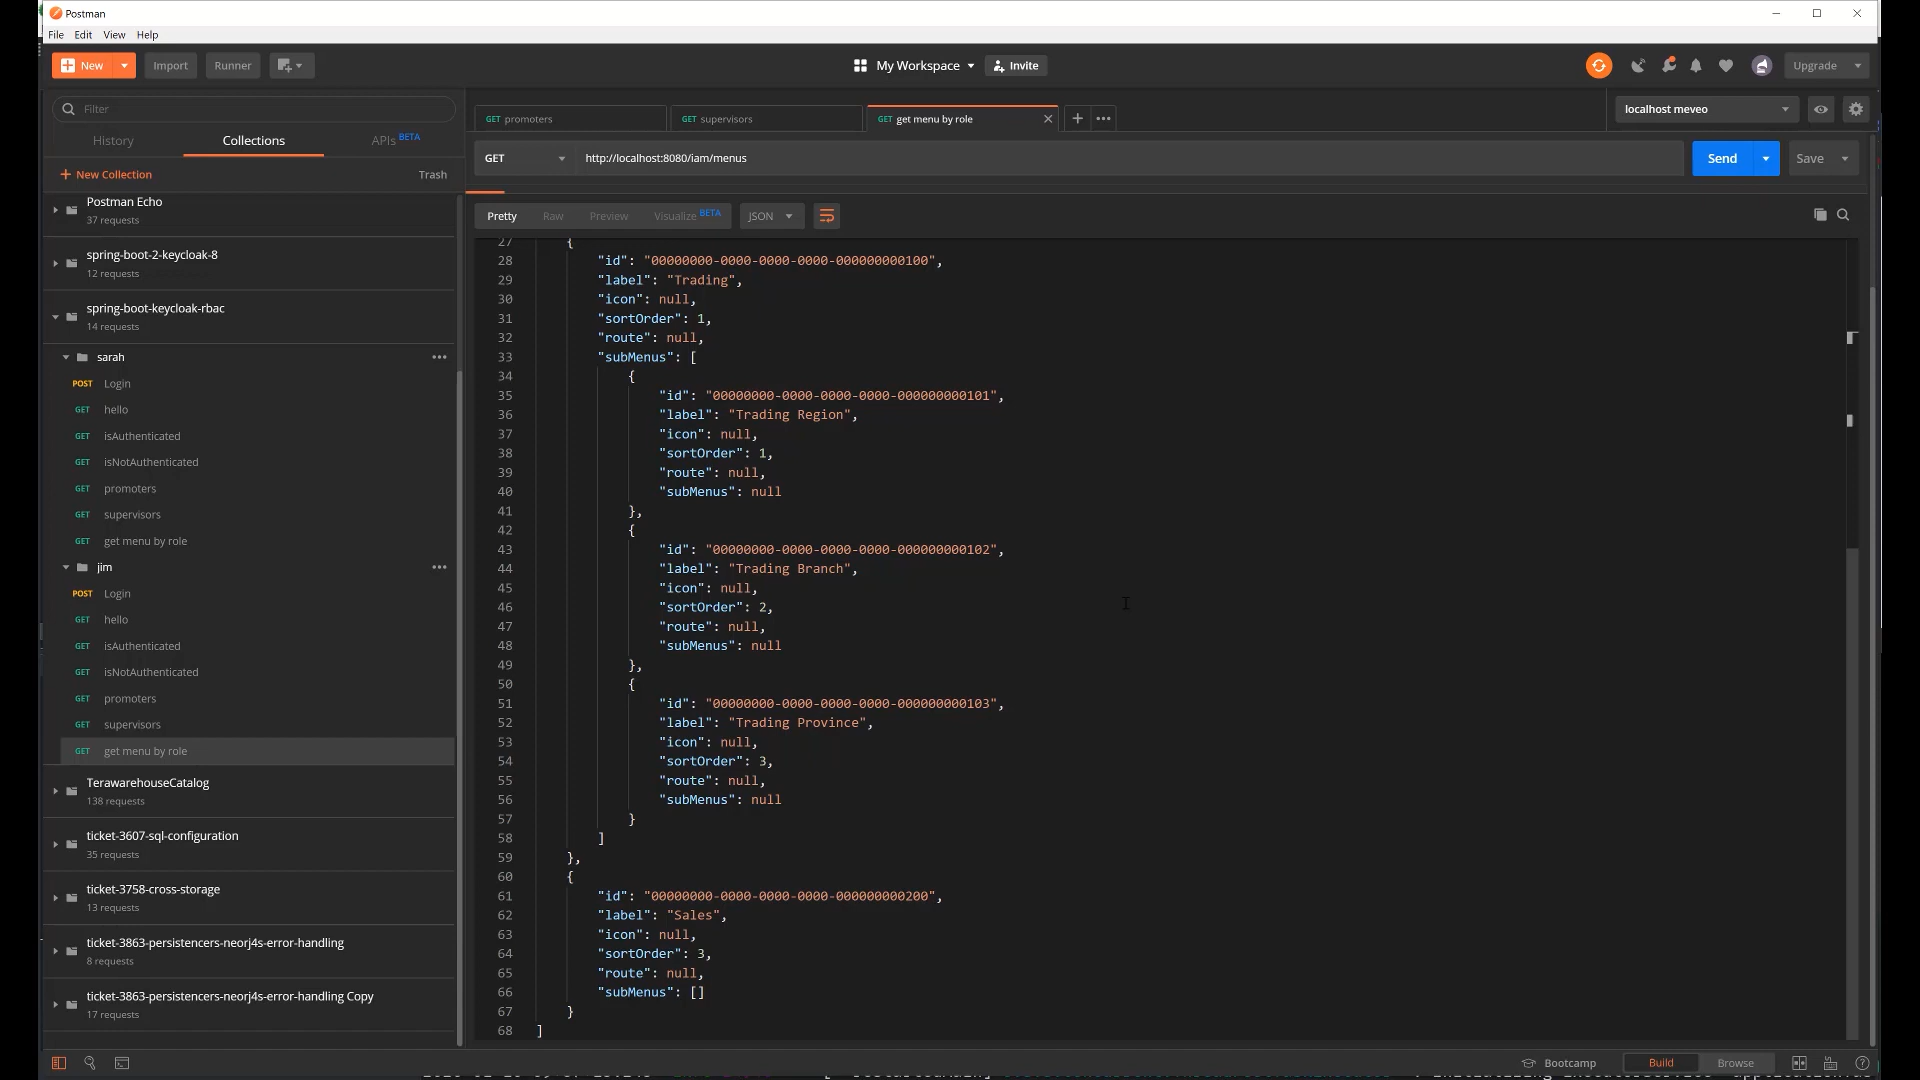 Postman
File Edit View Help
New Import Runner My Workspace Invite Upgrade
Filter
History Collections APIs BETA
New Collection Trash
Postman Echo
37 requests
spring-boot-2-keycloak-8
12 requests
spring-boot-keycloak-rbac
14 requests
sarah
POST Login
GET hello
GET isAuthenticated
GET isNotAuthenticated
GET promoters
GET supervisors
GET get menu by role
jim
POST Login
GET hello
GET isAuthenticated
GET isNotAuthenticated
GET promoters
GET supervisors
GET get menu by role
TerawarehouseCatalog
138 requests
ticket-3607-sql-configuration
35 requests
ticket-3758-cross-storage
13 requests
ticket-3863-persistencers-neorj4s-error-handling
8 requests
ticket-3863-persistencers-neorj4s-error-handling Copy
17 requests
GET promoters GET supervisors GET get menu by role
localhost meveo
GET http://localhost:8080/iam/menus Send Save
Pretty Raw Preview Visualize BETA JSON
27 {
28 "id": "00000000-0000-0000-0000-000000000100",
29 "label": "Trading",
30 "icon": null,
31 "sortOrder": 1,
32 "route": null,
33 "subMenus": [
34 {
35 "id": "00000000-0000-0000-0000-000000000101",
36 "label": "Trading Region",
37 "icon": null,
38 "sortOrder": 1,
39 "route": null,
40 "subMenus": null
41 },
42 {
43 "id": "00000000-0000-0000-0000-000000000102",
44 "label": "Trading Branch",
45 "icon": null,
46 "sortOrder": 2,
47 "route": null,
48 "subMenus": null
49 },
50 {
51 "id": "00000000-0000-0000-0000-000000000103",
52 "label": "Trading Province",
53 "icon": null,
54 "sortOrder": 3,
55 "route": null,
56 "subMenus": null
57 }
58 ]
59 },
60 {
61 "id": "00000000-0000-0000-0000-000000000200",
62 "label": "Sales",
63 "icon": null,
64 "sortOrder": 3,
65 "route": null,
66 "subMenus": []
67 }
68 ]
Bootcamp Build Browse